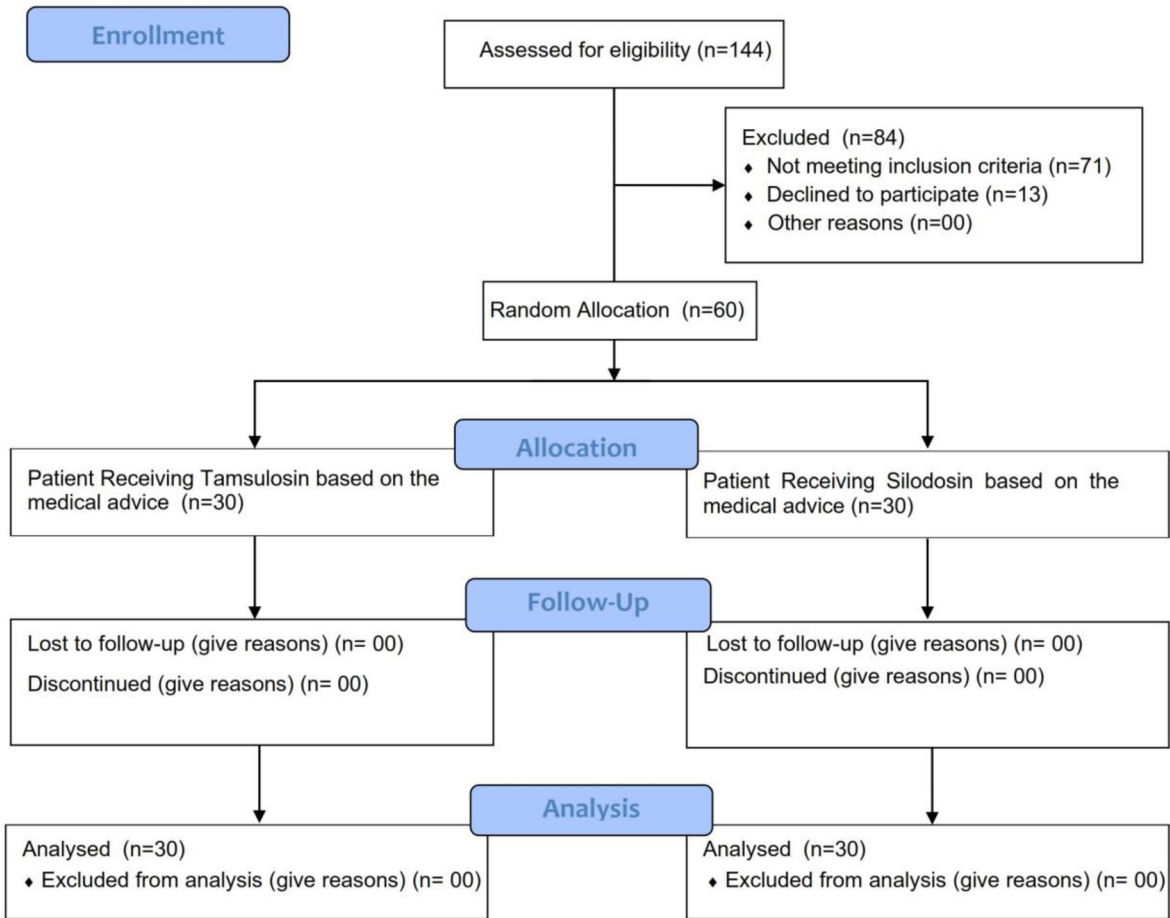 Enrollment
Assessed for eligibility (n=144)
Excluded (n=84)
♦ Not meeting inclusion criteria (n=71)
♦ Declined to participate (n=13)
♦ Other reasons (n=00)
Random Allocation (n=60)
Allocation
Patient Receiving Tamsulosin based on the
medical advice (n=30)
Patient Receiving Silodosin based on the
medical advice (n=30)
Follow-Up
Lost to follow-up (give reasons) (n= 00)
Discontinued (give reasons) (n= 00)
Lost to follow-up (give reasons) (n= 00)
Discontinued (give reasons) (n= 00)
Analysis
Analysed (n=30)
♦ Excluded from analysis (give reasons) (n= 00)
Analysed (n=30)
♦ Excluded from analysis (give reasons) (n= 00)